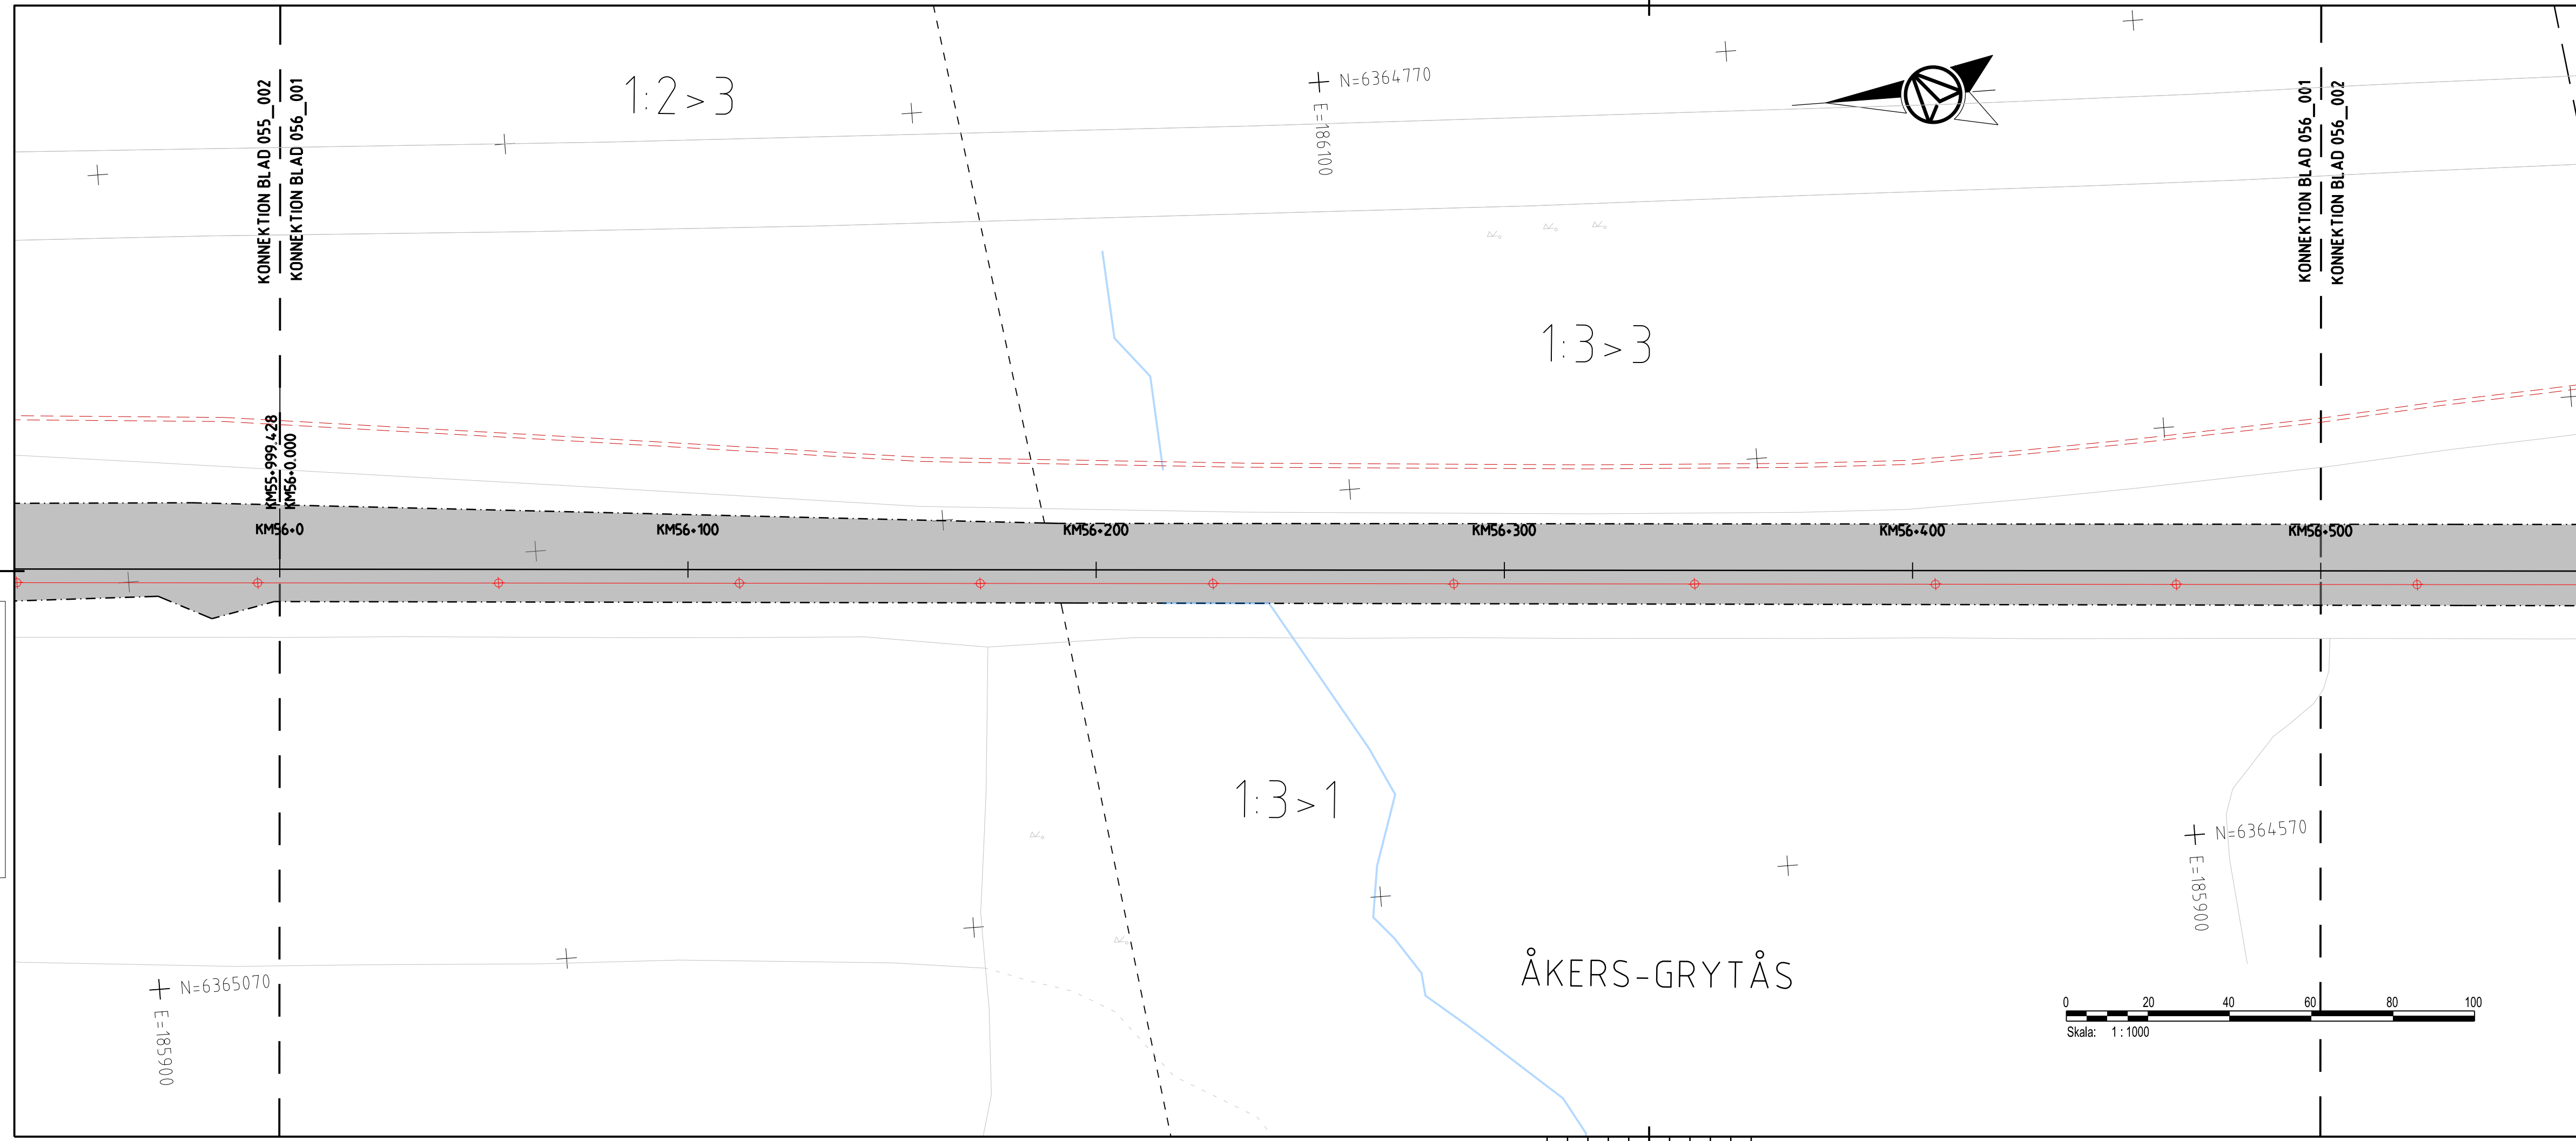 KONNEKTION BLAD 055_002
KONNEKTION BLAD 056_001
1:2>3
N=6364770
E=186100
KONNEKTION BLAD 056_001
KONNEKTION BLAD 056_002
1:3>3
KM55+999.428
KM56+0.000
KM56+0
KM56+100
KM56+200
KM56+300
KM56+400
KM56+500
1:3>1
N=6364570
E=185900
ÅKERS-GRYTÅS
N=6365070
E=185900
0 20 40 60 80 100
Skala: 1 : 1000